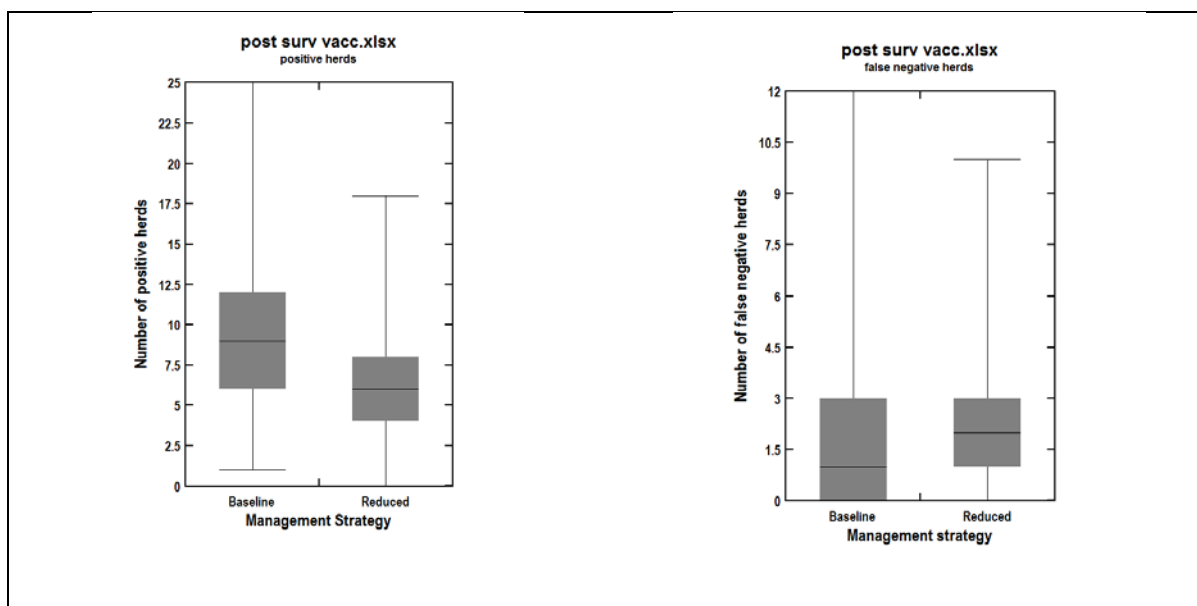 post surv vacc.xlsx
positive herds
25
22.5
20
17.5
15
12.5
10
7.5
5
2.5
0
Number of positive herds
Baseline
Reduced
Management Strategy
post surv vacc.xlsx
false negative herds
12
10.5
9
7.5
6
4.5
3
1.5
0
Number of false negative herds
Baseline
Reduced
Management strategy